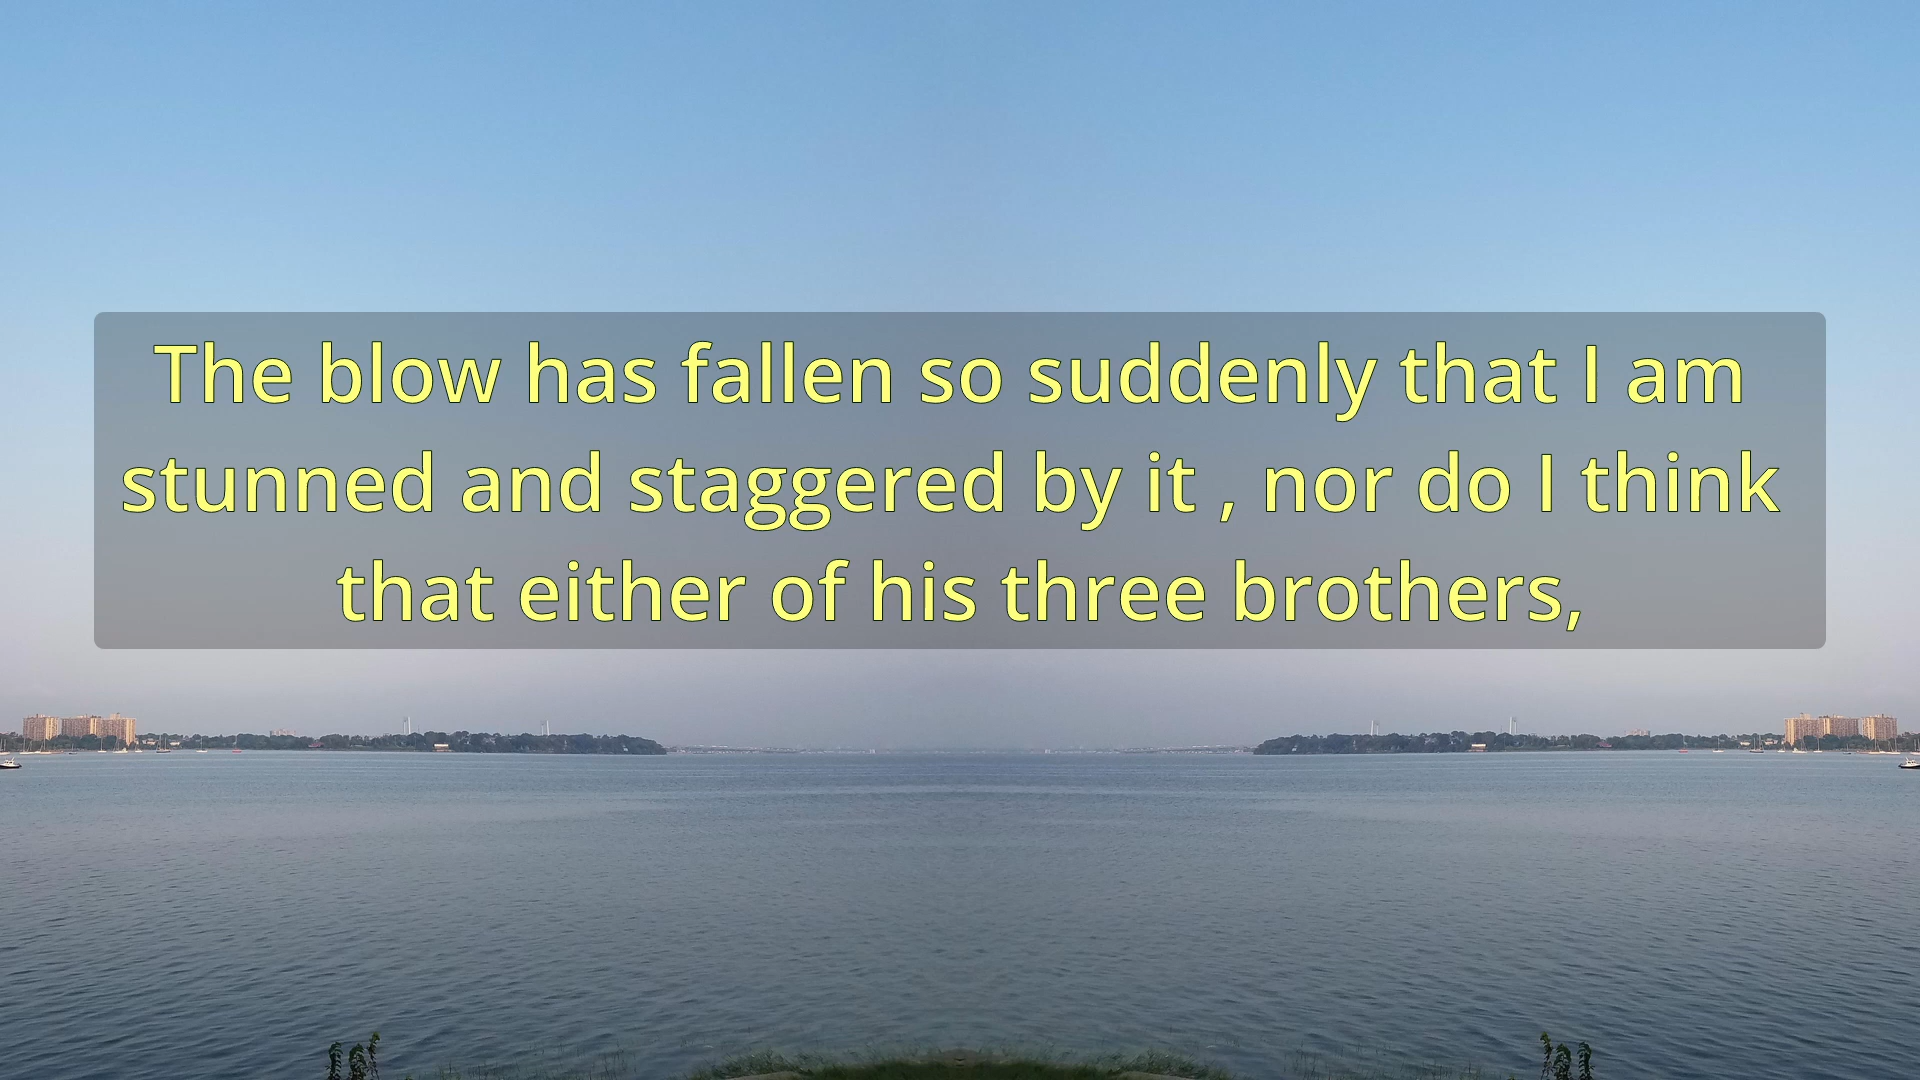 The blow has fallen so suddenly that I am
stunned and staggered by it , nor do I think
that either of his three brothers,